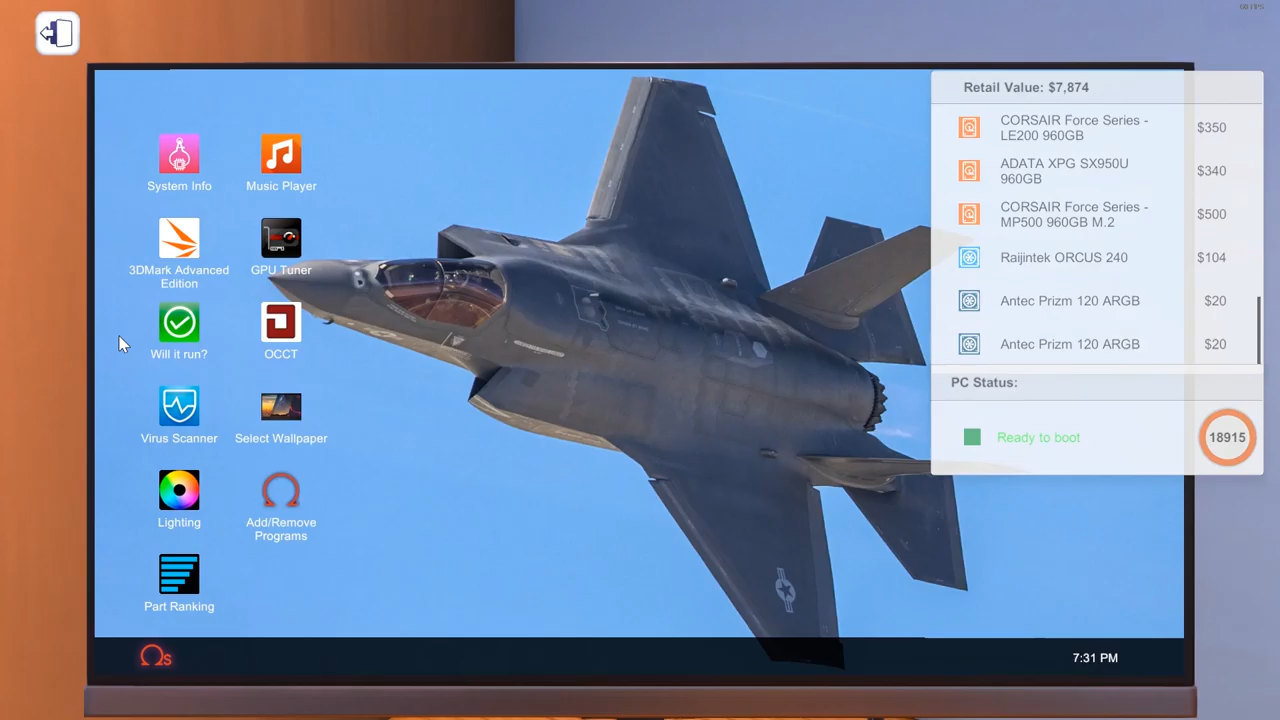 60 FPS
Retail Value: $7,874
CORSAIR Force Series -
LE200 960GB
$350
ADATA XPG SX950U
960GB
$340
CORSAIR Force Series -
MP500 960GB M.2
$500
Raijintek ORCUS 240
$104
Antec Prizm 120 ARGB
$20
Antec Prizm 120 ARGB
$20
PC Status:
Ready to boot
18915
System Info
Music Player
3DMark Advanced
Edition
GPU Tuner
Will it run?
OCCT
Virus Scanner
Select Wallpaper
Lighting
Add/Remove
Programs
Part Ranking
Ωs
7:31 PM